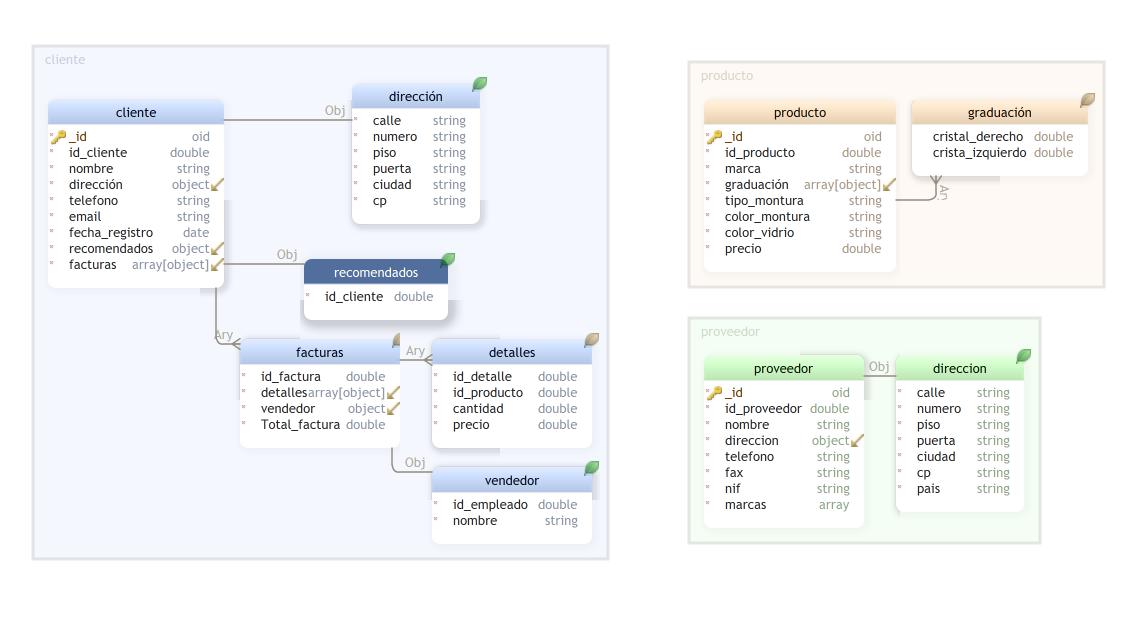 cliente
cliente
_id oid
id_cliente double
nombre string
dirección object
telefono string
email string
fecha_registro date
recomendados object
facturas array[object]
Obj
dirección
calle string
numero string
piso string
puerta string
ciudad string
cp string
Obj
recomendados
id_cliente double
Ary
facturas
id_factura double
detalles array[object]
vendedor object
Total_factura double
Ary
detalles
id_detalle double
id_producto double
cantidad double
precio double
Obj
vendedor
id_empleado double
nombre string
producto
producto
_id oid
id_producto double
marca string
graduación array[object]
tipo_montura string
color_montura string
color_vidrio string
precio double
graduación
cristal_derecho double
crista_izquierdo double
proveedor
proveedor
_id oid
id_proveedor double
nombre string
direccion object
telefono string
fax string
nif string
marcas array
Obj
direccion
calle string
numero string
piso string
puerta string
ciudad string
cp string
pais string